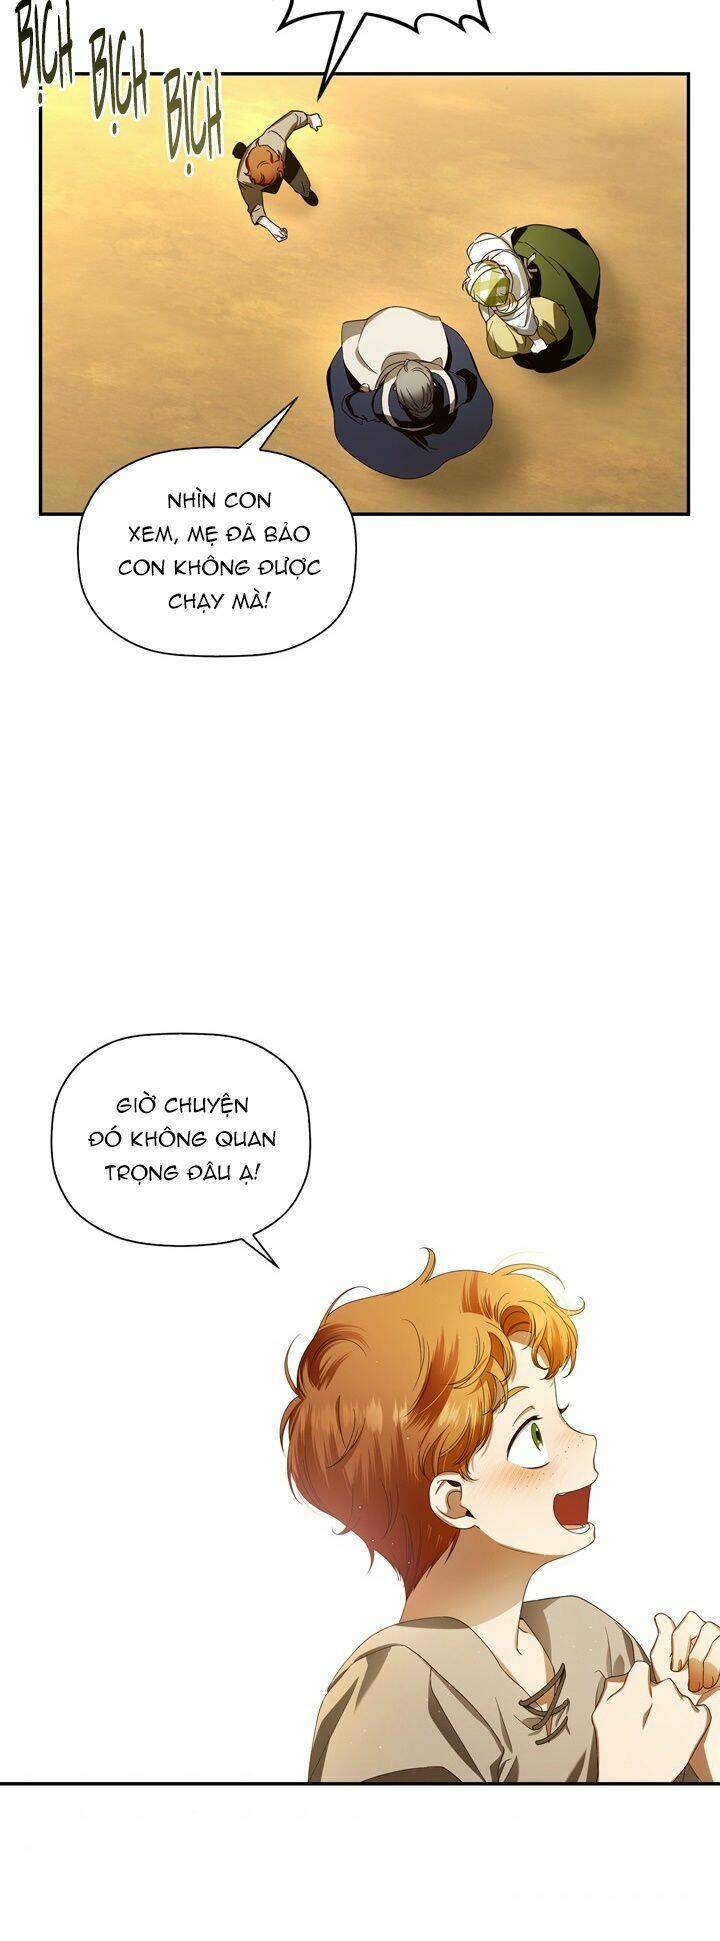 BỊCH
BỊCH
BỊCH
NHÌN CON
XEM, MẸ ĐÃ BẢO
CON KHÔNG ĐƯỢC
CHẠY MÀ!
GIỜ CHUYỆN
ĐÓ KHÔNG QUAN
TRỌNG ĐÂU Ạ!